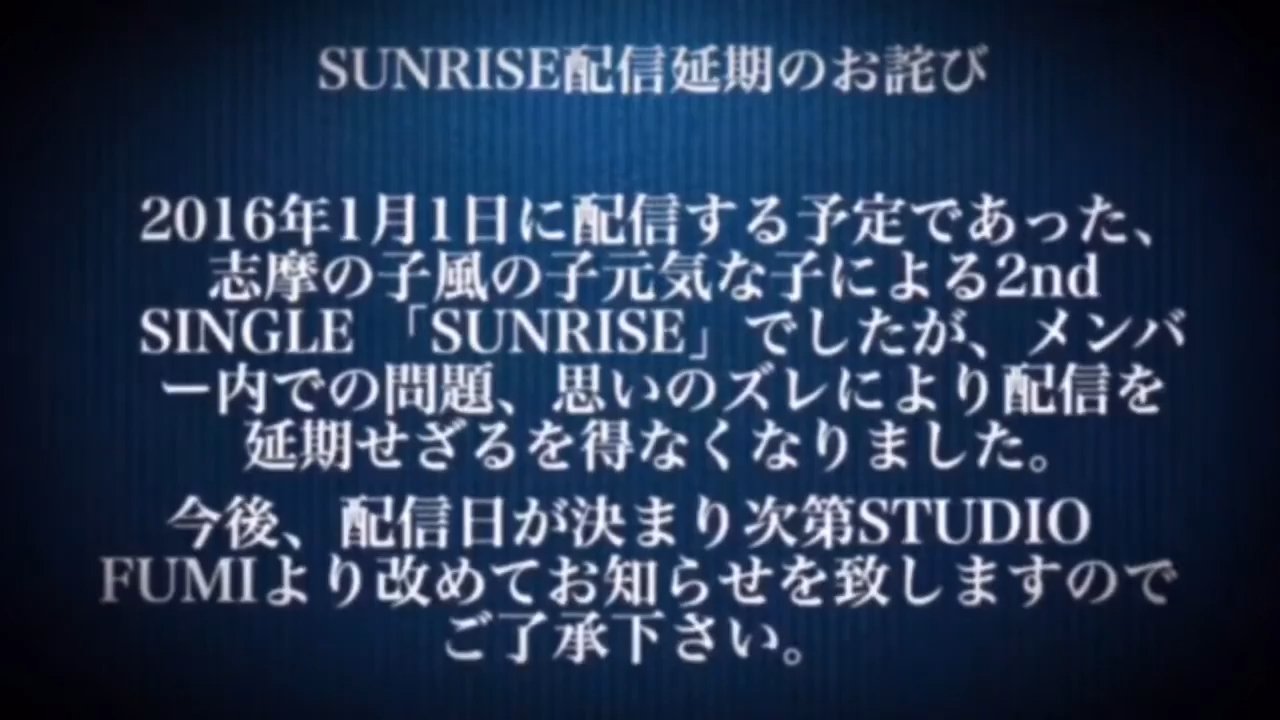 SUNRISE配信延期のお詫び
2016年1月1日に配信する予定であった、
志摩の子風の子元気な子による2nd
SINGLE 「SUNRISE」でしたが、メンバ
ー内での問題、思いのズレにより配信を
延期せざるを得なくなりました。
今後、配信日が決まり次第STUDIO
FUMIより改めてお知らせを致しますので
ご了承下さい。